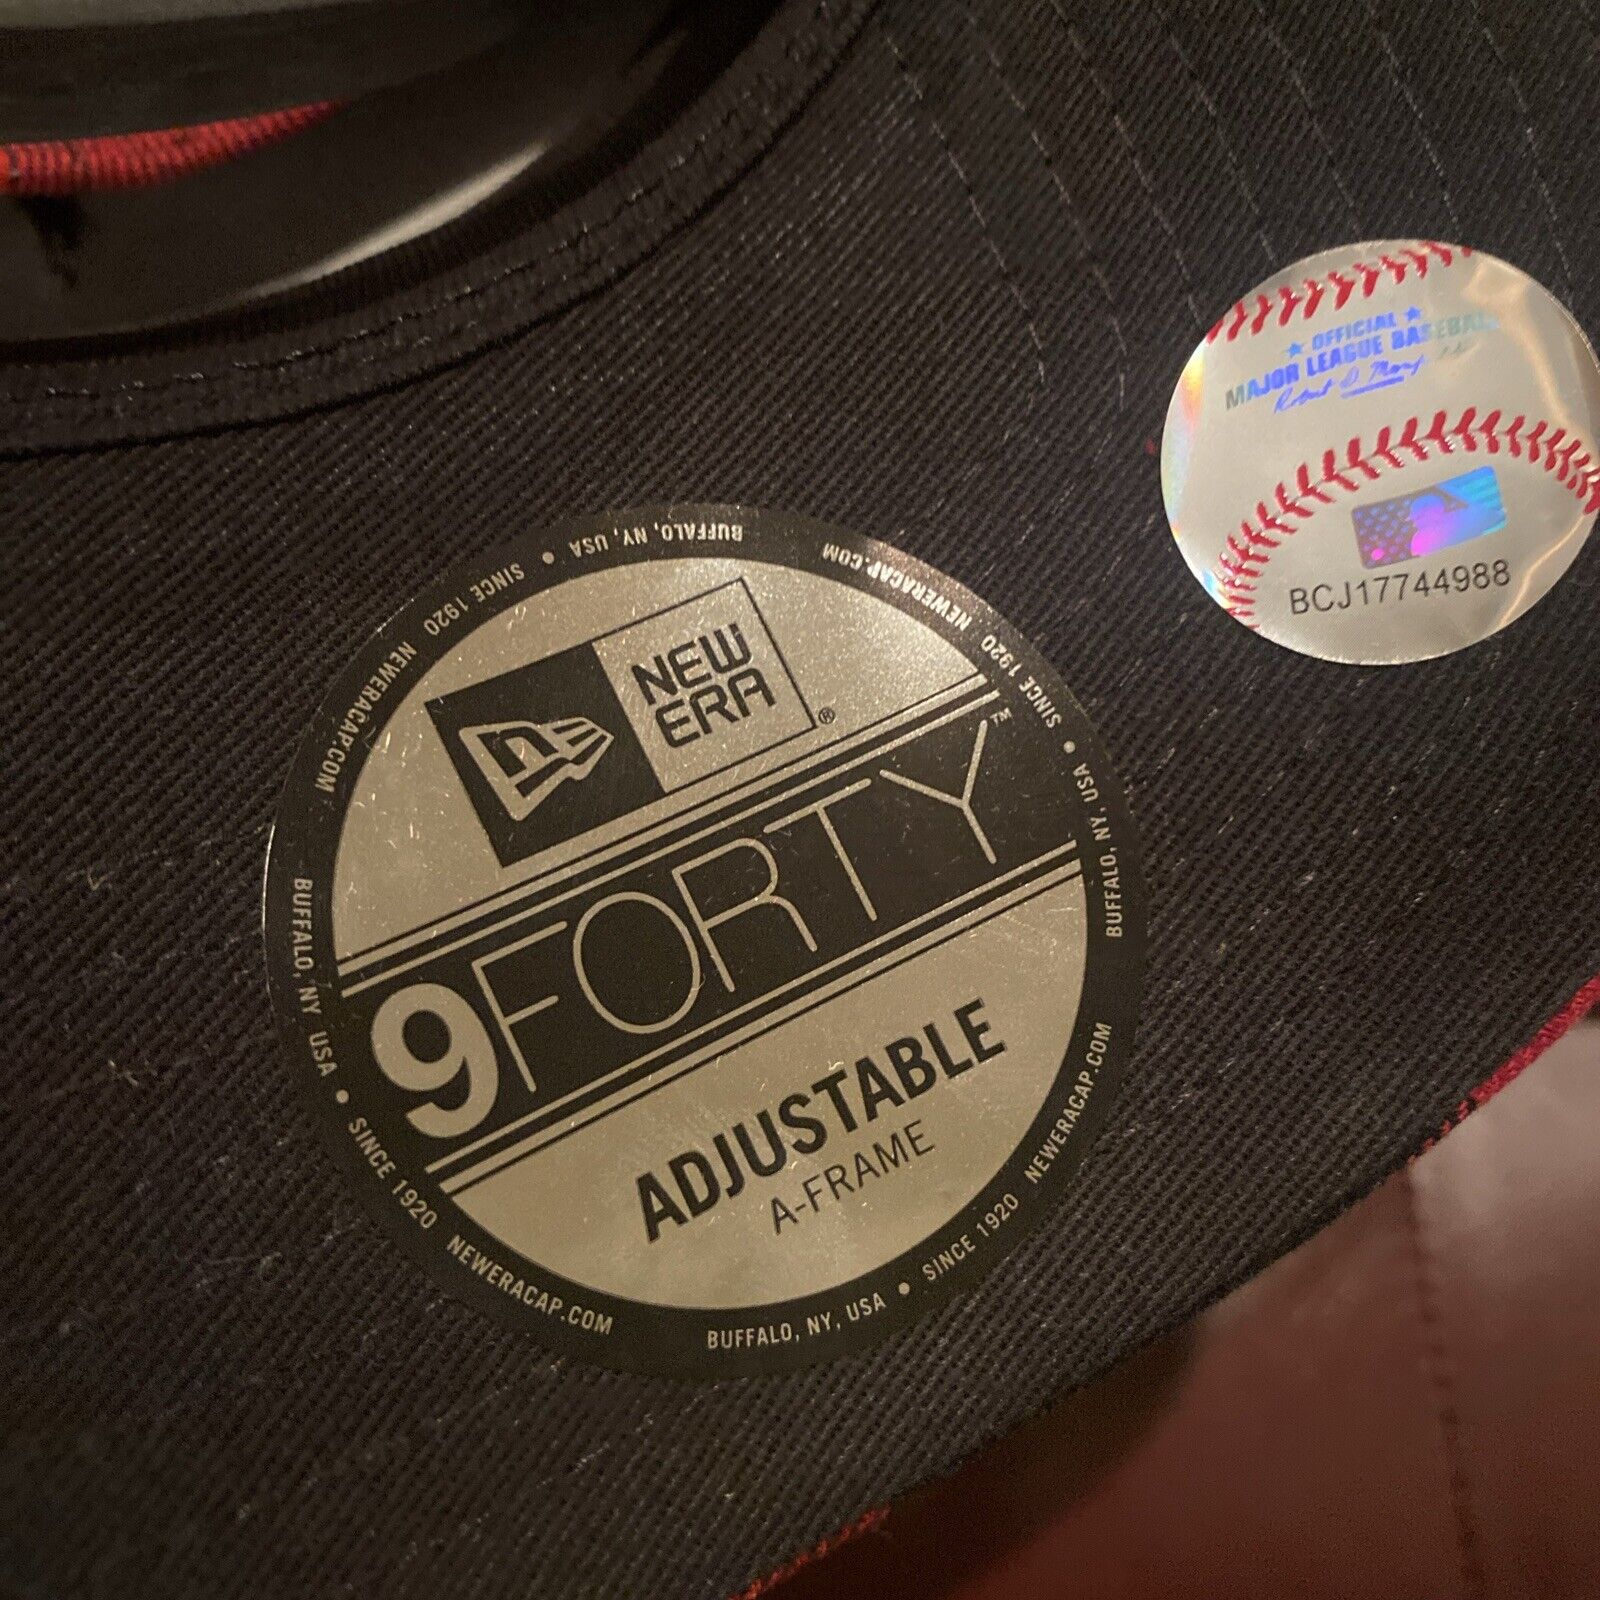 ★ OFFICIAL ★
MAJOR LEAGUE BASEBALL
BCJ17744988
NEW
ERA®
9FORTY™
ADJUSTABLE
A-FRAME
BUFFALO, NY, USA • SINCE 1920 NEWERACAP.COM
BUFFALO, NY, USA • SINCE 1920 NEWERACAP.COM
BUFFALO, NY, USA • SINCE 1920 NEWERACAP.COM
BUFFALO, NY USA • SINCE 1920 NEWERACAP.COM